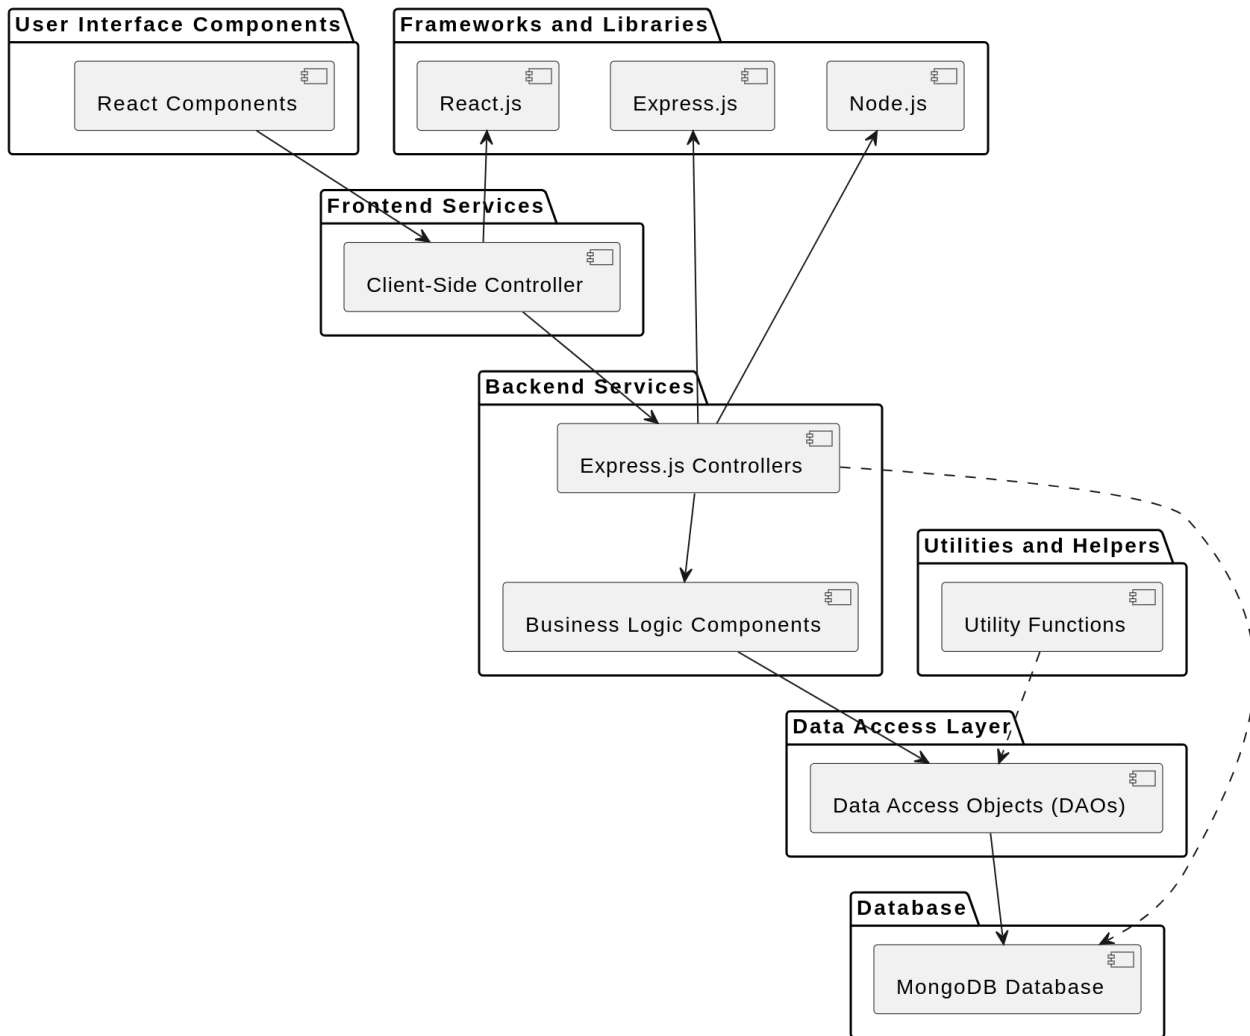 User Interface Components
Frameworks and Libraries
React Components
React.js
Express.js
Node.js
Frontend Services
Client-Side Controller
Backend Services
Express.js Controllers
Utilities and Helpers
Business Logic Components
Utility Functions
Data Access Layer
Data Access Objects (DAOs)
Database
MongoDB Database